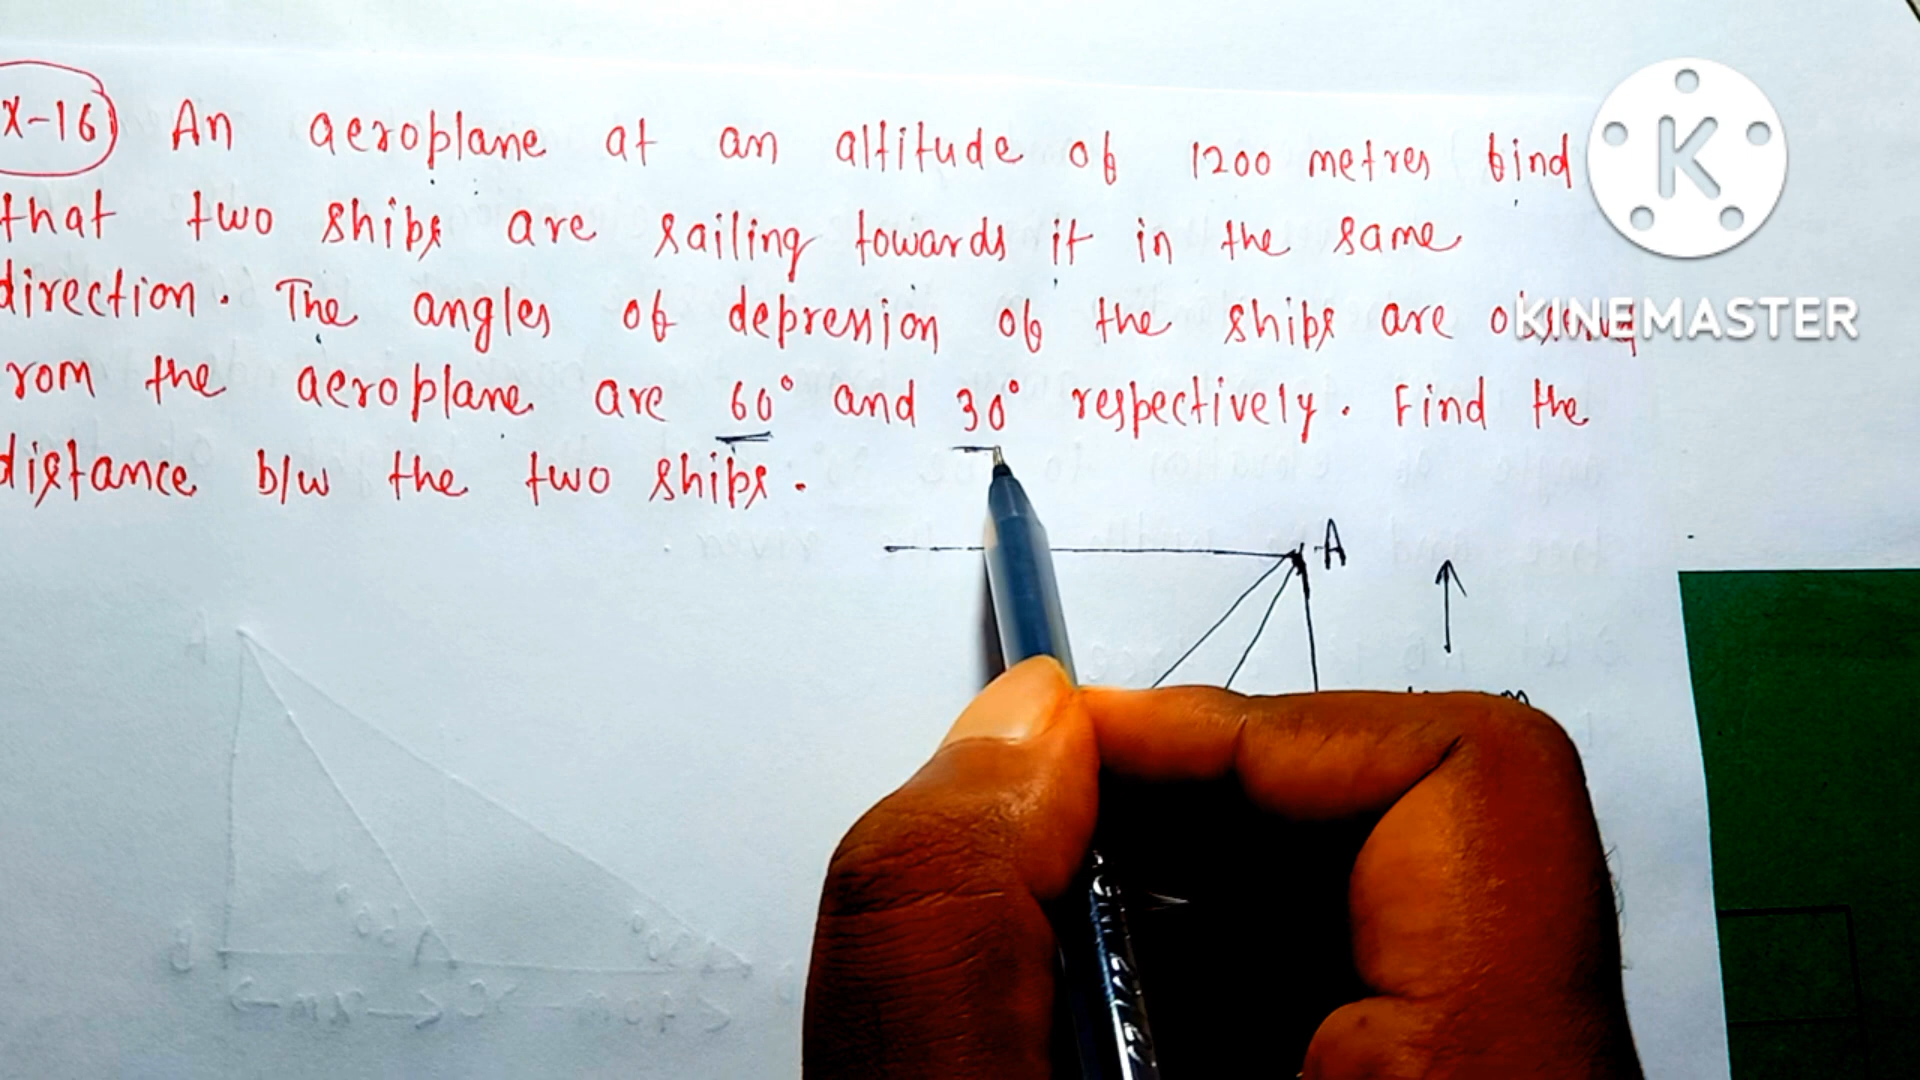 x-16) An aeroplane at an altitude of 1200 metres find
that two ships are sailing towards it in the same
direction. The angles of depression of the ships are
rom the aeroplane are 60° and 30° respectively. Find the
distance b/w the two ships.
K
KINEMASTER
A